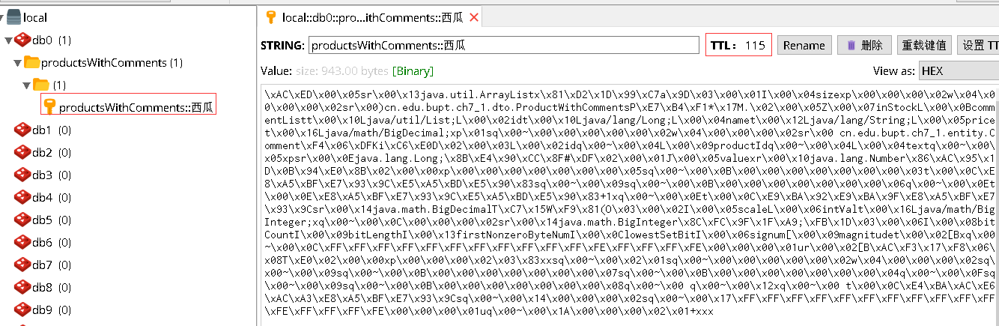 local
db0 (1)
productsWithComments (1)
(1)
productsWithComments::西瓜
db1 (0)
db2 (0)
db3 (0)
db4 (0)
db5 (0)
db6 (0)
db7 (0)
db8 (0)
db9 (0)
local::db0::pro...ithComments::西瓜
STRING: productsWithComments::西瓜 TTL: 115 Rename 删除 重载键值 设置 TT
Value: size: 943.00 bytes [Binary] View as: HEX
\xAC\xED\x00\x05sr\x00\x13java.util.ArrayListx\x81\xD2\x1D\x99\xC7a\x9D\x03\x00\x01I\x00\x04sizexp\x00\x00\x00\x02w\x04\x0
0\x00\x00\x02sr\x00)cn.edu.bupt.ch7_1.dto.ProductWithCommentsP\xE7\xB4\xF1*\x17M.\x02\x00\x05Z\x00\x07inStockL\x00\x0Bcomm
entListt\x00\x10Ljava/util/List;L\x00\x02idt\x00\x10Ljava/lang/Long;L\x00\x04namet\x00\x12Ljava/lang/String;L\x00\x05price
t\x00\x16Ljava/math/BigDecimal;xp\x01sq\x00~\x00\x00\x00\x00\x00\x02w\x04\x00\x00\x00\x02sr\x00 cn.edu.bupt.ch7_1.entity.C
omment\xF4\x06\xDFKi\xC6\xE0D\x02\x00\x03L\x00\x02idq\x00~\x00\x04L\x00\x09productIdq\x00~\x00\x04L\x00\x04textq\x00~\x00\
x05xpsr\x00\x0Ejava.lang.Long;\x8B\xE4\x90\xCC\x8F#\xDF\x02\x00\x01J\x00\x05valuexr\x00\x10java.lang.Number\x86\xAC\x95\x1
D\x0B\x94\xE0\x8B\x02\x00\x00xp\x00\x00\x00\x00\x00\x00\x00\x05sq\x00~\x00\x0B\x00\x00\x00\x00\x00\x00\x00\x03t\x00\x0C\xE
8\xA5\xBF\xE7\x93\x9C\xE5\xA5\xBD\xE5\x90\x83sq\x00~\x00\x09sq\x00~\x00\x0B\x00\x00\x00\x00\x00\x00\x00\x06q\x00~\x00\x0Et
\x00\x0E\xE8\xA5\xBF\xE7\x93\x9C\xE5\xA5\xBD\xE5\x90\x83+1xq\x00~\x00\x0Et\x00\x0C\xE9\xBA\x92\xE9\xBA\x9F\xE8\xA5\xBF\xE7
\x93\x9Csr\x00\x14java.math.BigDecimalT\xC7\x15W\xF9\x81(O\x03\x00\x02I\x00\x05scaleL\x00\x06intValt\x00\x16Ljava/math/Big
Integer;xq\x00~\x00\x0C\x00\x00\x00\x02sr\x00\x14java.math.BigInteger\x8C\xFC\x9F\x1F\xA9;\xFB\x1D\x03\x00\x06I\x00\x08bit
CountI\x00\x09bitLengthI\x00\x13firstNonzeroByteNumI\x00\x0ClowestSetBitI\x00\x06signum[\x00\x09magnitudet\x00\x02[Bxq\x00
~\x00\x0C\xFF\xFF\xFF\xFF\xFF\xFF\xFF\xFF\xFF\xFF\xFF\xFE\xFF\xFF\xFF\xFE\x00\x00\x00\x01ur\x00\x02[B\xAC\xF3\x17\xF8\x06\
x08T\xE0\x02\x00\x00xp\x00\x00\x00\x02\x03\x83xxsq\x00~\x00\x02\x01sq\x00~\x00\x00\x00\x00\x00\x02w\x04\x00\x00\x00\x02sq\
x00~\x00\x09sq\x00~\x00\x0B\x00\x00\x00\x00\x00\x00\x00\x07sq\x00~\x00\x0B\x00\x00\x00\x00\x00\x00\x00\x04q\x00~\x00\x0Fsq
\x00~\x00\x09sq\x00~\x00\x0B\x00\x00\x00\x00\x00\x00\x00\x08q\x00~\x00 q\x00~\x00\x12xq\x00~\x00 t\x00\x0C\xE4\xBA\xAC\xE6
\xAC\xA3\xE8\xA5\xBF\xE7\x93\x9Csq\x00~\x00\x14\x00\x00\x00\x02sq\x00~\x00\x17\xFF\xFF\xFF\xFF\xFF\xFF\xFF\xFF\xFF\xFF\xFF
\xFE\xFF\xFF\xFF\xFE\x00\x00\x00\x01uq\x00~\x00\x1A\x00\x00\x00\x02\x01+xxx